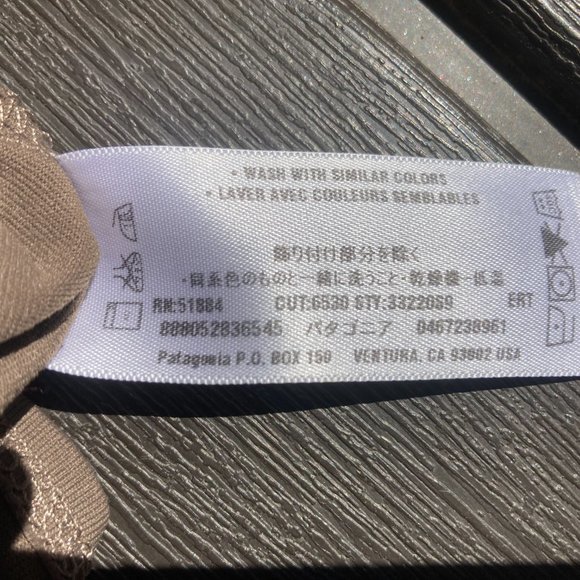 • WASH WITH SIMILAR COLORS
• LAVER AVEC COULEURS SEMBLABLES
飾り付け部分を除く
・同系色のものと一緒に洗うこと・乾燥機 低温
RN:51884 CUT:6530 STY:3322089 ERT
888052836545 パタゴニア 0467238961
Patagonia P.O. BOX 150 VENTURA, CA 93002 USA